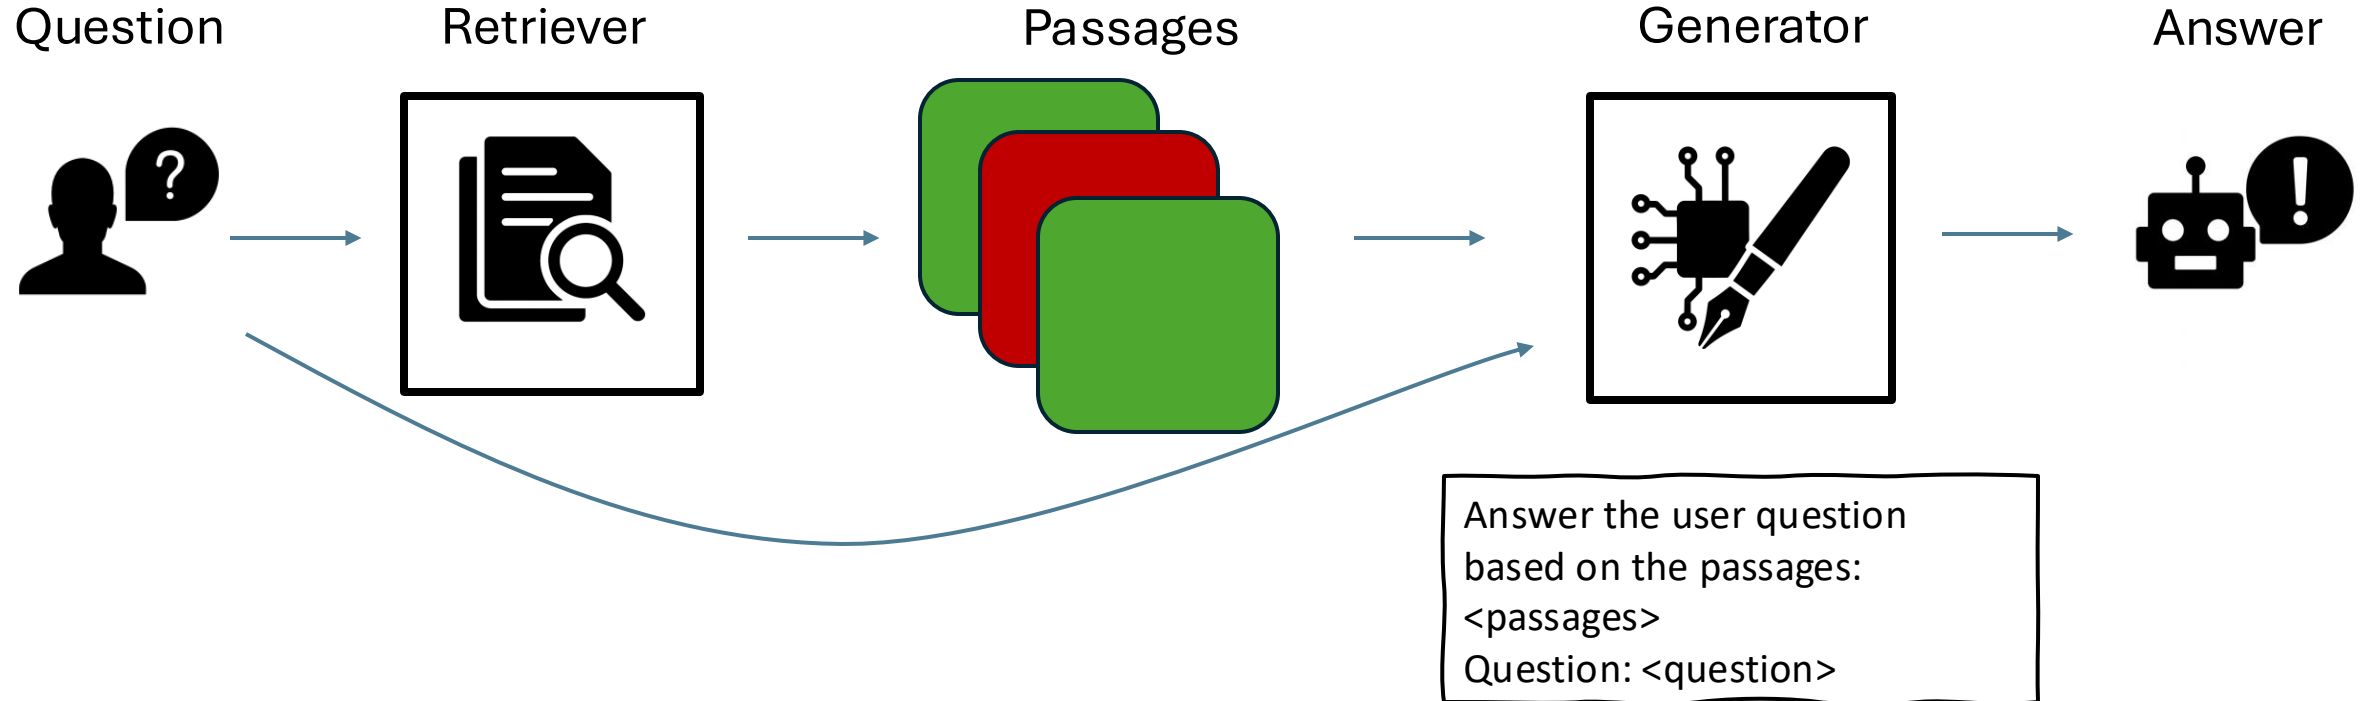 Question
Retriever
Passages
Generator
Answer
?
!
Answer the user question
based on the passages:
<passages>
Question: <question>